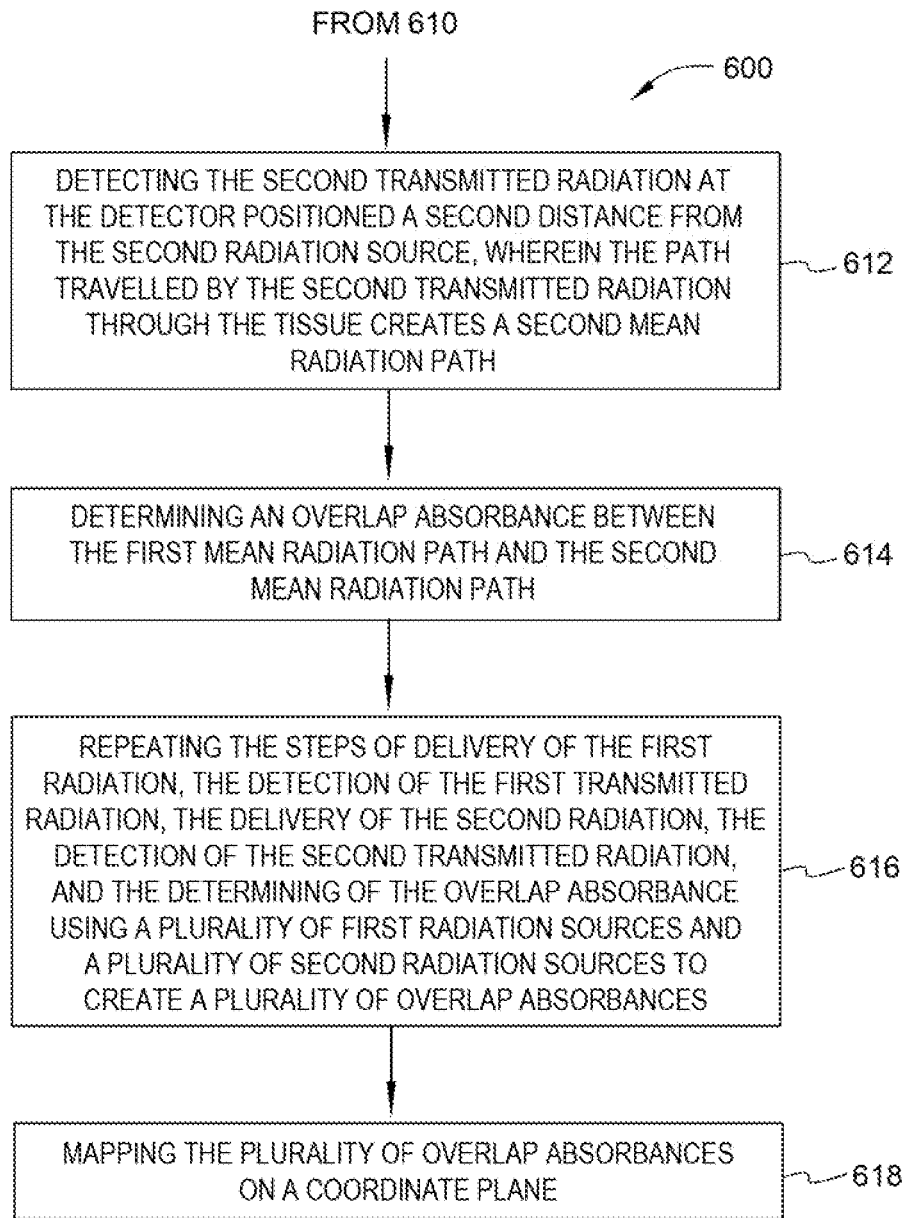 FROM 610
600
DETECTING THE SECOND TRANSMITTED RADIATION AT
THE DETECTOR POSITIONED A SECOND DISTANCE FROM
THE SECOND RADIATION SOURCE, WHEREIN THE PATH
TRAVELLED BY THE SECOND TRANSMITTED RADIATION
THROUGH THE TISSUE CREATES A SECOND MEAN
RADIATION PATH
612
DETERMINING AN OVERLAP ABSORBANCE BETWEEN
THE FIRST MEAN RADIATION PATH AND THE SECOND
MEAN RADIATION PATH
614
REPEATING THE STEPS OF DELIVERY OF THE FIRST
RADIATION, THE DETECTION OF THE FIRST TRANSMITTED
RADIATION, THE DELIVERY OF THE SECOND RADIATION, THE
DETECTION OF THE SECOND TRANSMITTED RADIATION,
AND THE DETERMINING OF THE OVERLAP ABSORBANCE
USING A PLURALITY OF FIRST RADIATION SOURCES AND
A PLURALITY OF SECOND RADIATION SOURCES TO
CREATE A PLURALITY OF OVERLAP ABSORBANCES
616
MAPPING THE PLURALITY OF OVERLAP ABSORBANCES
ON A COORDINATE PLANE
618